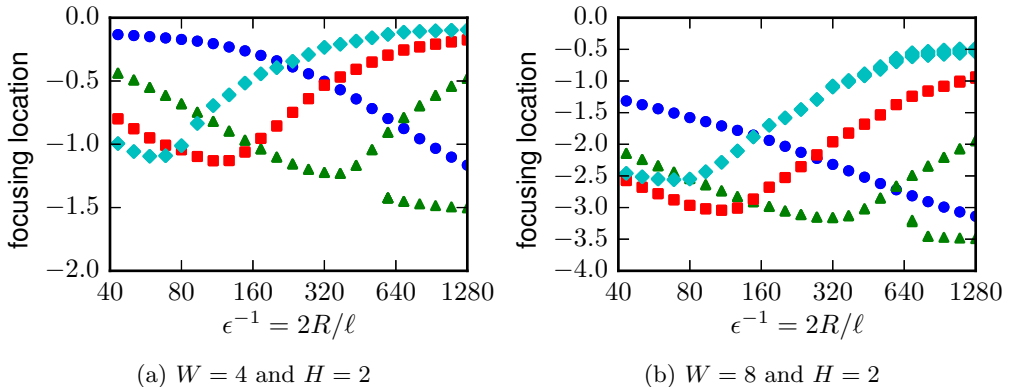 0.0
−0.5
−1.0
−1.5
−2.0
focusing location
40 80 160 320 640 1280
ϵ⁻¹ = 2R/ℓ
(a) W = 4 and H = 2
0.0
−0.5
−1.0
−1.5
−2.0
−2.5
−3.0
−3.5
−4.0
focusing location
40 80 160 320 640 1280
ϵ⁻¹ = 2R/ℓ
(b) W = 8 and H = 2